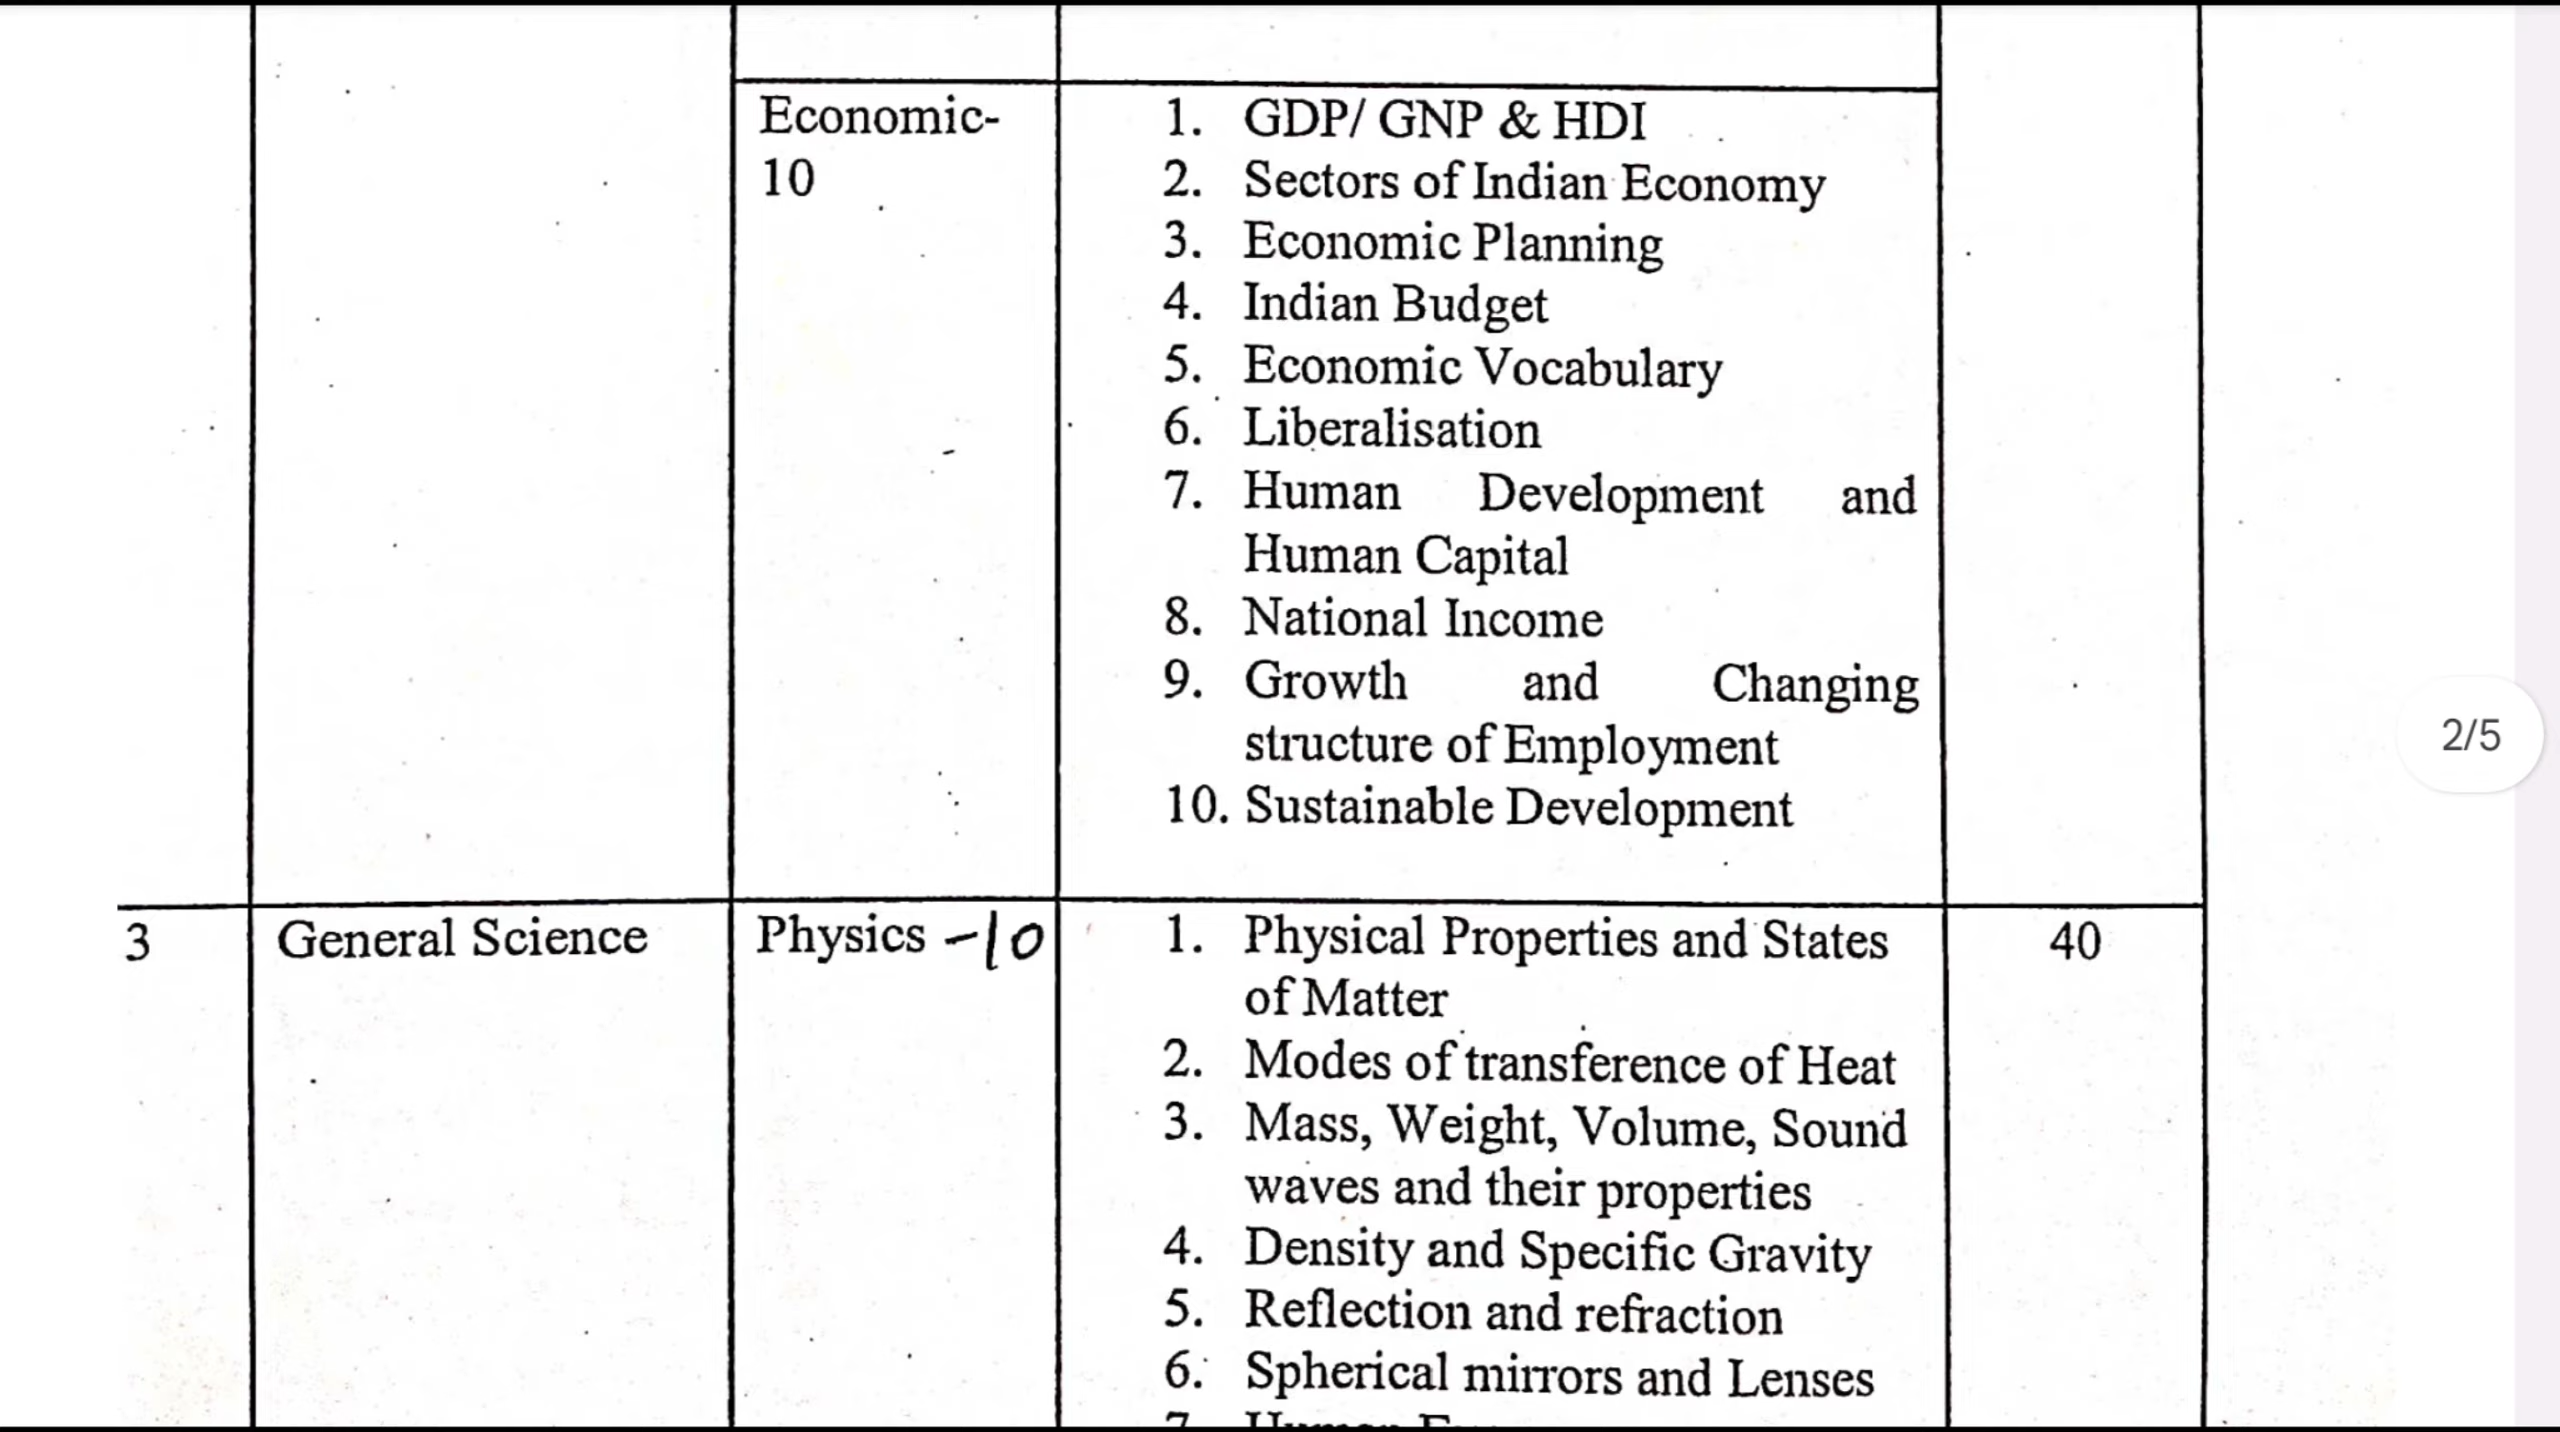 Economic-
10
1. GDP/ GNP & HDI
2. Sectors of Indian Economy
3. Economic Planning
4. Indian Budget
5. Economic Vocabulary
6. Liberalisation
7. Human Development and
Human Capital
8. National Income
9. Growth and Changing
structure of Employment
10. Sustainable Development
3 General Science Physics -10 1. Physical Properties and States 40
of Matter
2. Modes of transference of Heat
3. Mass, Weight, Volume, Sound
waves and their properties
4. Density and Specific Gravity
5. Reflection and refraction
6. Spherical mirrors and Lenses
7. Human
2/5